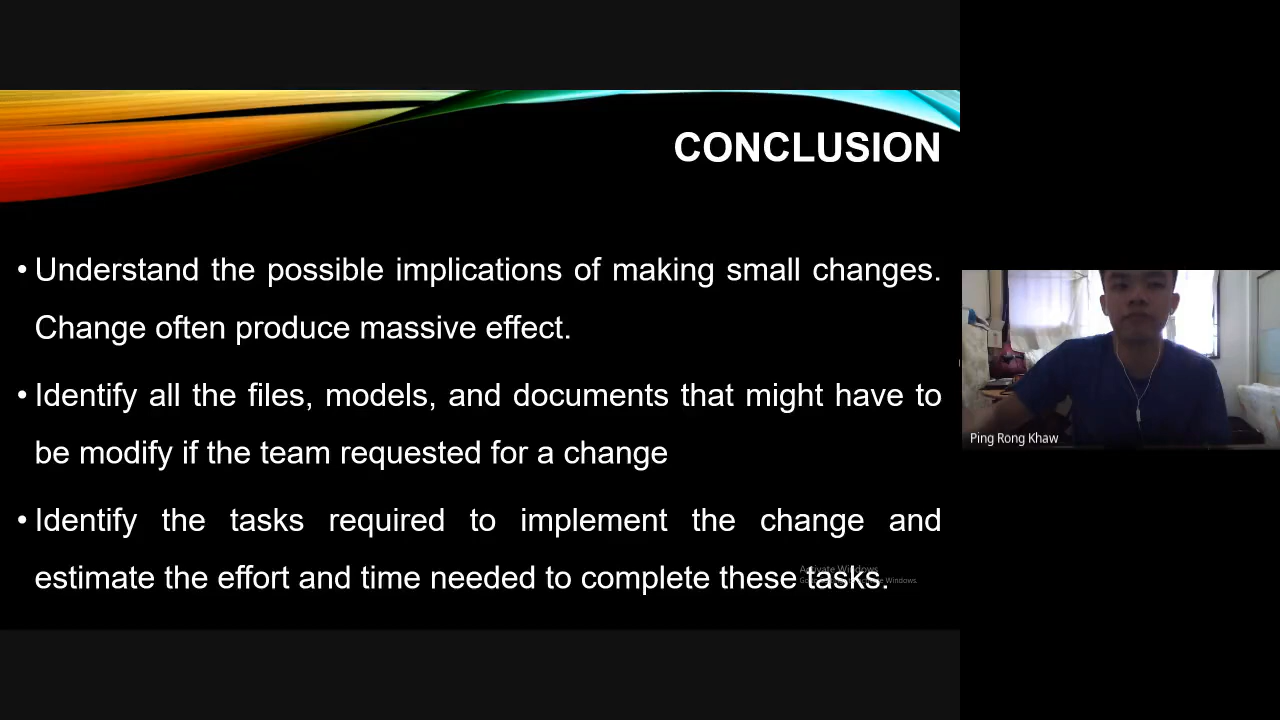 CONCLUSION
• Understand the possible implications of making small changes.
Change often produce massive effect.
• Identify all the files, models, and documents that might have to
be modify if the team requested for a change
• Identify the tasks required to implement the change and
estimate the effort and time needed to complete these tasks.
Activate Windows
Ping Rong Khaw